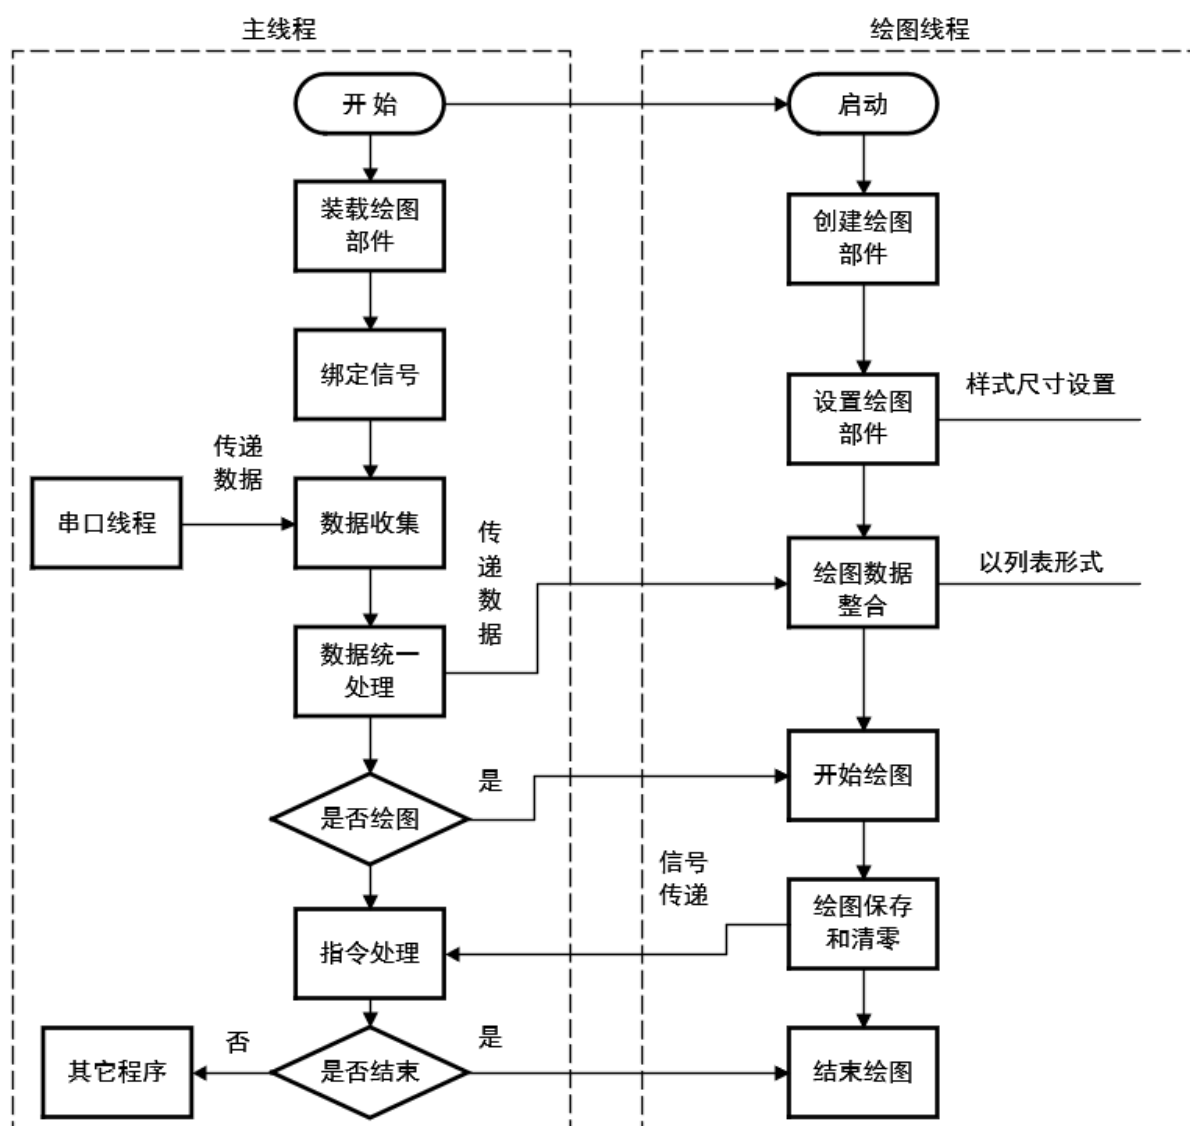 主线程
绘图线程
开 始
启动
装载绘图
部件
创建绘图
部件
绑定信号
设置绘图
部件
样式尺寸设置
传递
数据
串口线程
数据收集
传
递
数
据
绘图数据
整合
以列表形式
数据统一
处理
是否绘图
是
开始绘图
信号
传递
绘图保存
和清零
指令处理
其它程序
否
是否结束
是
结束绘图